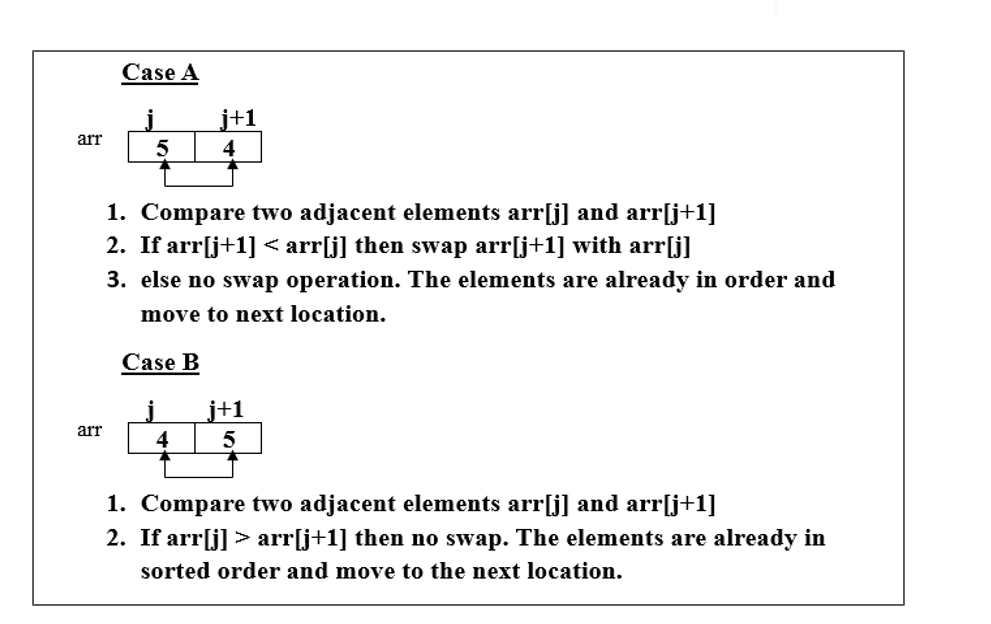 Case A
j j+1
arr 5 4
1. Compare two adjacent elements arr[j] and arr[j+1]
2. If arr[j+1] < arr[j] then swap arr[j+1] with arr[j]
3. else no swap operation. The elements are already in order and
move to next location.
Case B
j j+1
arr 4 5
1. Compare two adjacent elements arr[j] and arr[j+1]
2. If arr[j] > arr[j+1] then no swap. The elements are already in
sorted order and move to the next location.